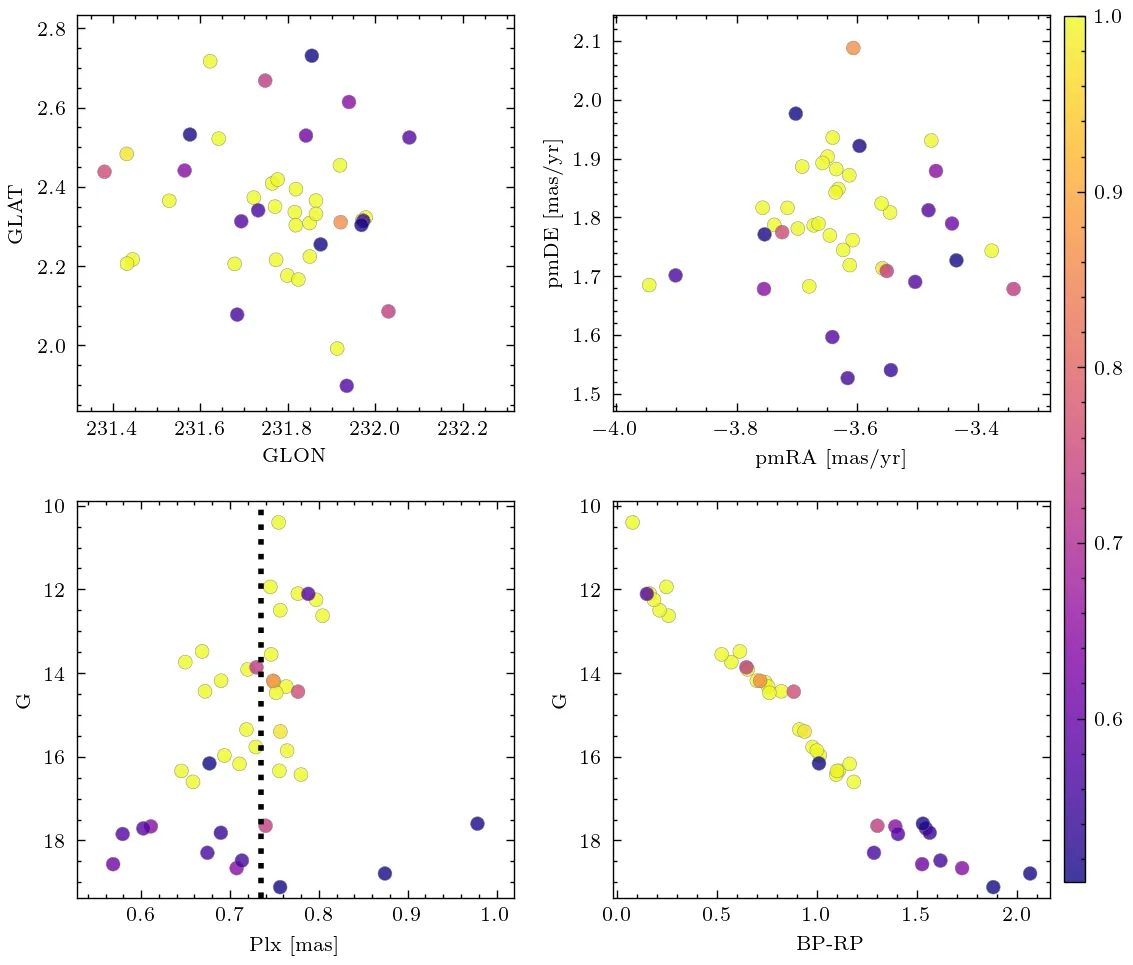 2.8
2.6
2.4
2.2
2.0
GLAT
231.4 231.6 231.8 232.0 232.2
GLON
2.1
2.0
1.9
1.8
1.7
1.6
1.5
pmDE [mas/yr]
−4.0 −3.8 −3.6 −3.4
pmRA [mas/yr]
1.0
0.9
0.8
0.7
0.6
10
12
14
16
18
G
0.6 0.7 0.8 0.9 1.0
Plx [mas]
10
12
14
16
18
G
0.0 0.5 1.0 1.5 2.0
BP-RP